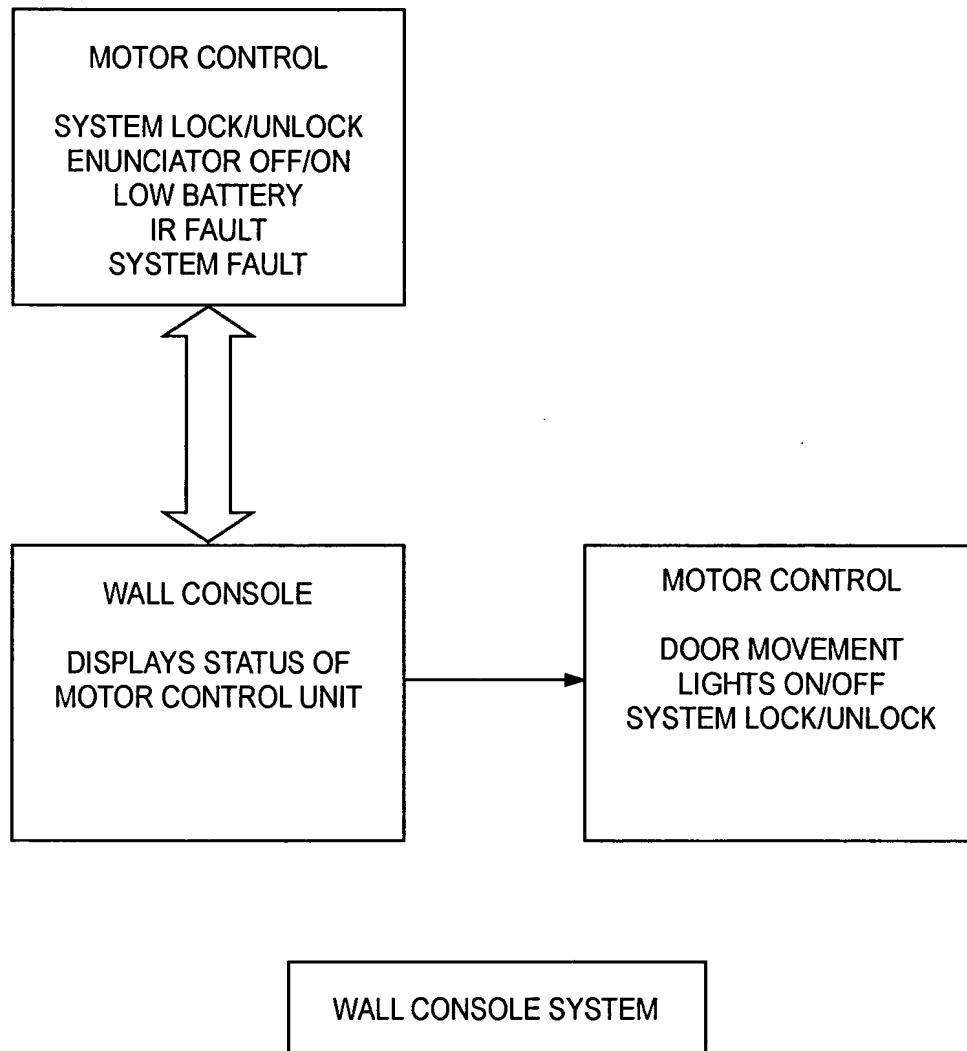 MOTOR CONTROL
SYSTEM LOCK/UNLOCK
ENUNCIATOR OFF/ON
LOW BATTERY
IR FAULT
SYSTEM FAULT
WALL CONSOLE
DISPLAYS STATUS OF
MOTOR CONTROL UNIT
MOTOR CONTROL
DOOR MOVEMENT
LIGHTS ON/OFF
SYSTEM LOCK/UNLOCK
WALL CONSOLE SYSTEM